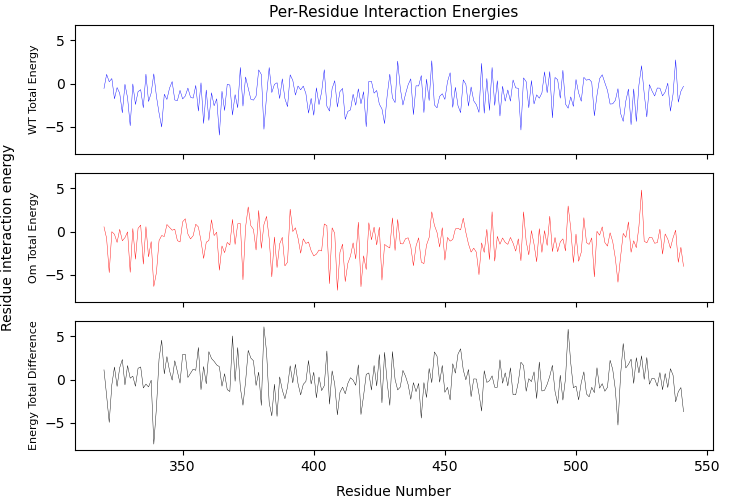 Per-Residue Interaction Energies
Residue interaction energy
WT Total Energy
5
0
−5
Om Total Energy
5
0
−5
Energy Total Difference
5
0
−5
350
400
450
500
550
Residue Number